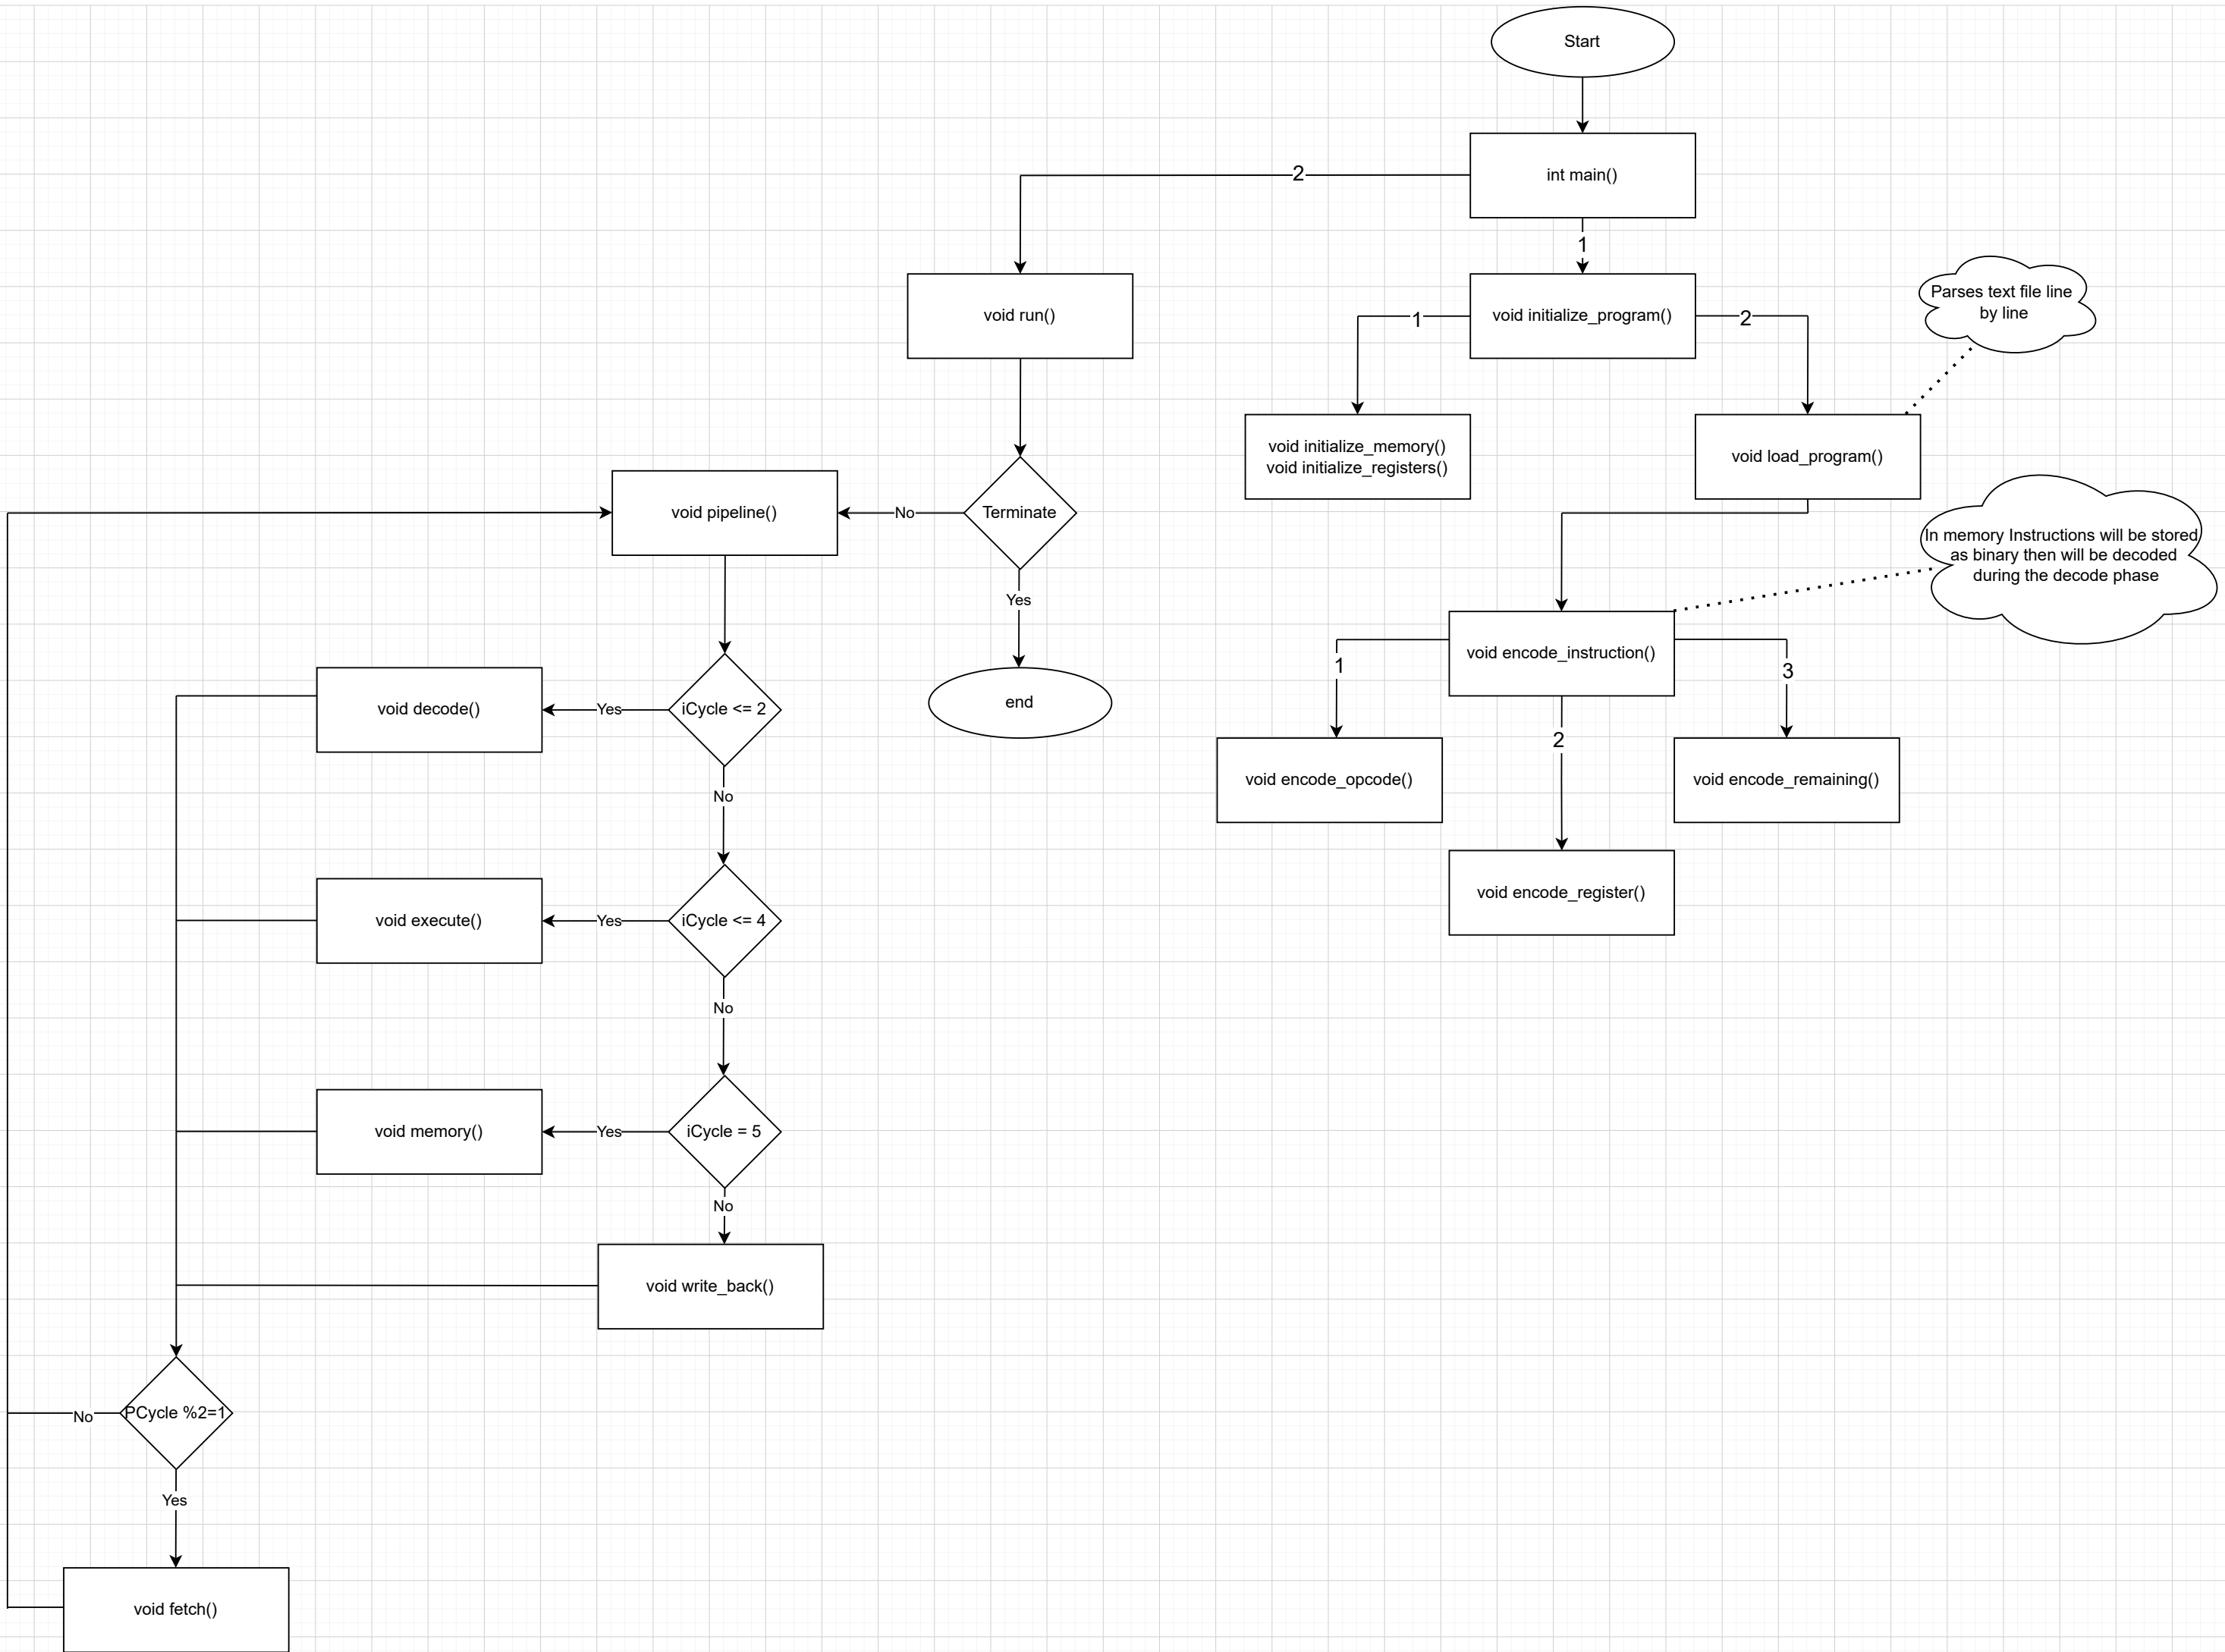 Start
int main()
2
1
void run()
void initialize_program()
1
2
Parses text file line
by line
void initialize_memory()
void initialize_registers()
void load_program()
void pipeline()
No
Terminate
In memory Instructions will be stored
as binary then will be decoded
during the decode phase
Yes
void encode_instruction()
1
3
2
end
void decode()
Yes
iCycle <= 2
void encode_opcode()
void encode_remaining()
No
void encode_register()
void execute()
Yes
iCycle <= 4
No
void memory()
Yes
iCycle = 5
No
void write_back()
PCycle %2=1
No
Yes
void fetch()